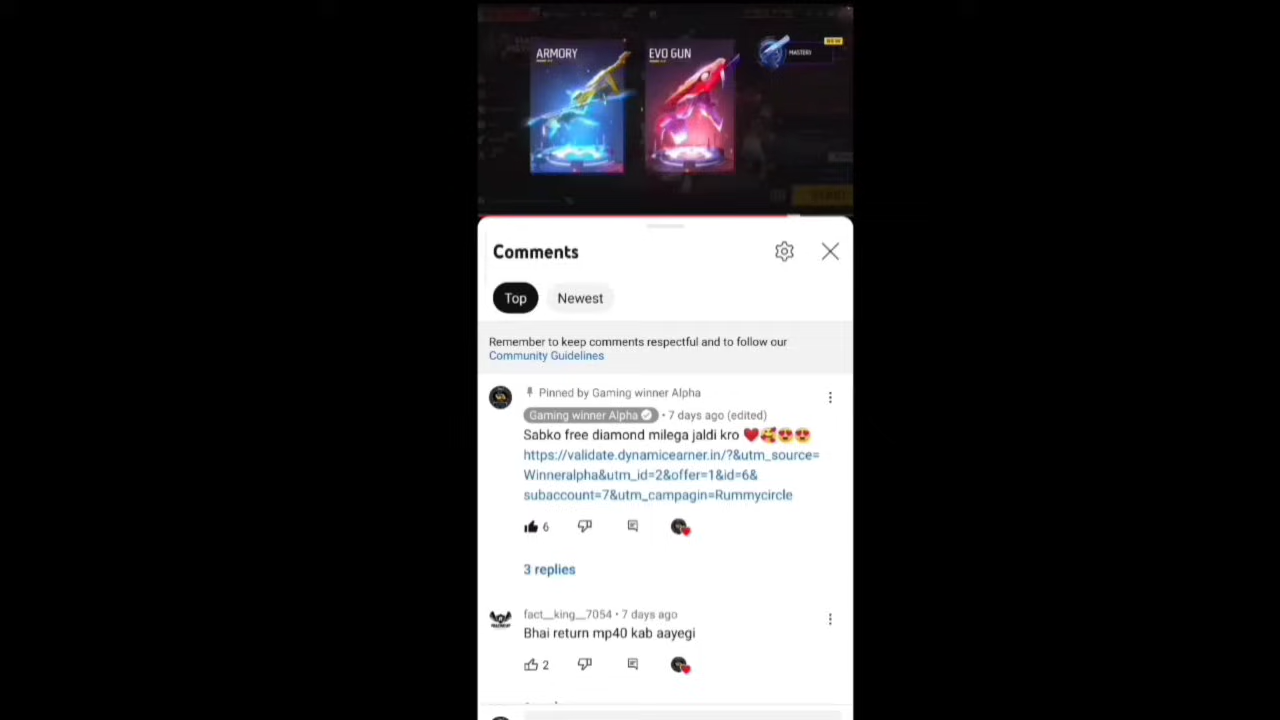 ARMORY
EVO GUN
NEW
MASTERY
Comments
Top
Newest
Remember to keep comments respectful and to follow our
Community Guidelines
Pinned by Gaming winner Alpha
Gaming winner Alpha • 7 days ago (edited)
Sabko free diamond milega jaldi kro ❤️🥰😍😍
https://validate.dynamicearner.in/?&utm_source=
Winneralpha&utm_id=2&offer=1&id=6&
subaccount=7&utm_campagin=Rummycircle
6
3 replies
fact__king__7054 • 7 days ago
Bhai return mp40 kab aayegi
2